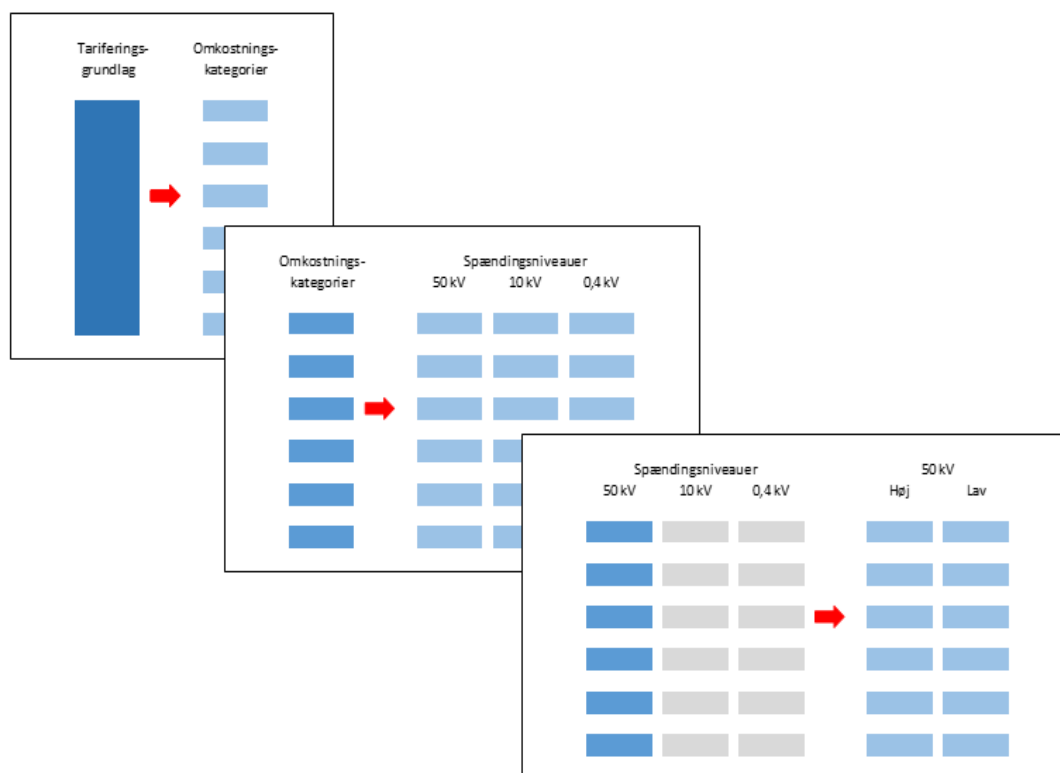 Tariferings-
grundlag
Omkostnings-
kategorier
Omkostnings-
kategorier
Spændingsniveauer
50 kV 10 kV 0,4 kV
Spændingsniveauer
50 kV 10 kV 0,4 kV
50 kV
Høj Lav